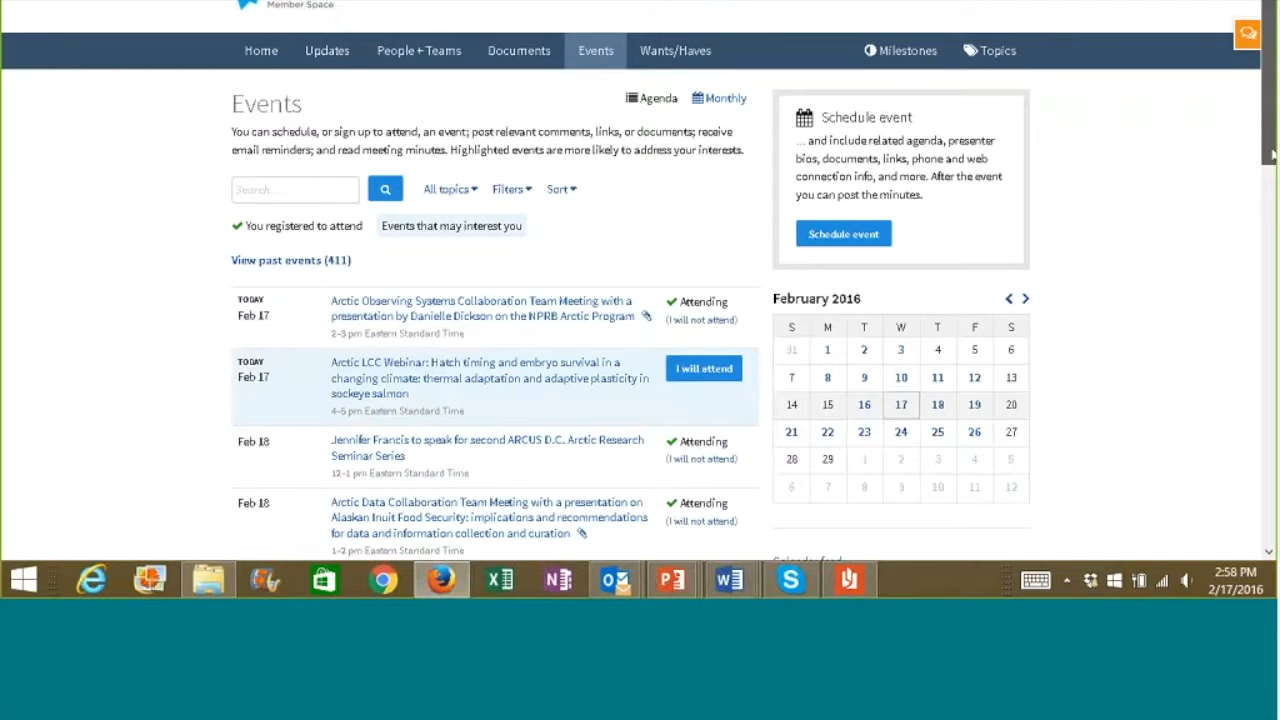 Member Space
Home Updates People + Teams Documents Events Wants/Haves Milestones Topics
Events
Agenda Monthly
You can schedule, or sign up to attend, an event; post relevant comments, links, or documents; receive
email reminders; and read meeting minutes. Highlighted events are more likely to address your interests.
Search...
All topics Filters Sort
You registered to attend Events that may interest you
View past events (411)
TODAY
Feb 17
Arctic Observing Systems Collaboration Team Meeting with a
presentation by Danielle Dickson on the NPRB Arctic Program
2-3 pm Eastern Standard Time
Attending
(I will not attend)
TODAY
Feb 17
Arctic LCC Webinar: Hatch timing and embryo survival in a
changing climate: thermal adaptation and adaptive plasticity in
sockeye salmon
4-5 pm Eastern Standard Time
I will attend
Feb 18
Jennifer Francis to speak for second ARCUS D.C. Arctic Research
Seminar Series
12-1 pm Eastern Standard Time
Attending
(I will not attend)
Feb 18
Arctic Data Collaboration Team Meeting with a presentation on
Alaskan Inuit Food Security: implications and recommendations
for data and information collection and curation
1-2 pm Eastern Standard Time
Attending
(I will not attend)
Schedule event
... and include related agenda, presenter
bios, documents, links, phone and web
connection info, and more. After the event
you can post the minutes.
Schedule event
February 2016
S M T W T F S
31 1 2 3 4 5 6
7 8 9 10 11 12 13
14 15 16 17 18 19 20
21 22 23 24 25 26 27
28 29 1 2 3 4 5
6 7 8 9 10 11 12
2:58 PM
2/17/2016